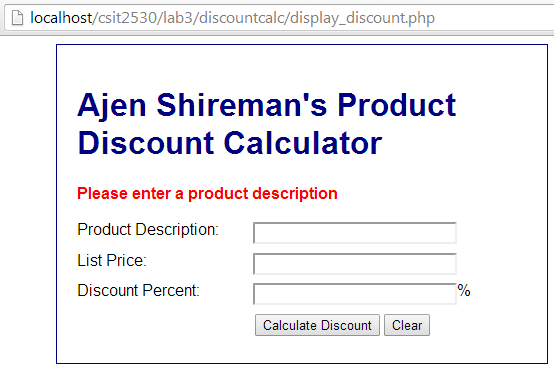 localhost/csit2530/lab3/discountcalc/display_discount.php
Ajen Shireman's Product
Discount Calculator
Please enter a product description
Product Description:
List Price:
Discount Percent: %
Calculate Discount Clear